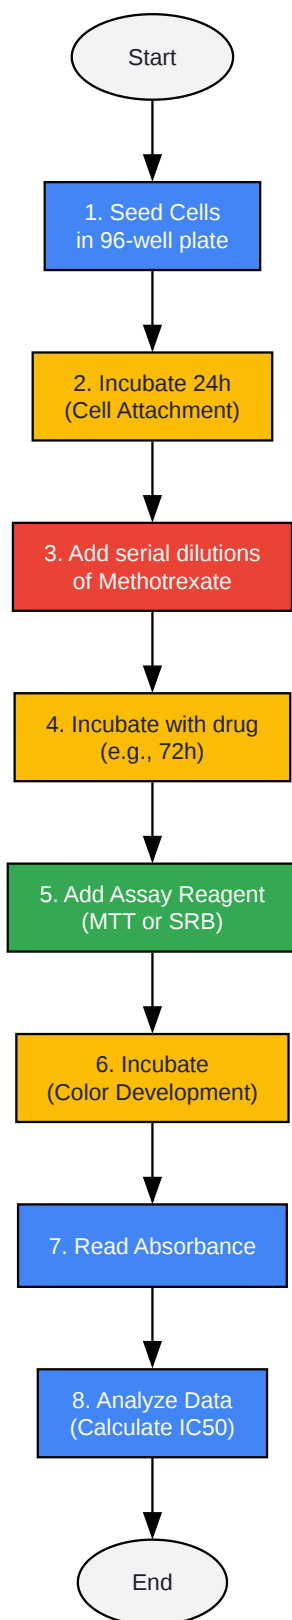 Start
1. Seed Cells
in 96-well plate
2. Incubate 24h
(Cell Attachment)
3. Add serial dilutions
of Methotrexate
4. Incubate with drug
(e.g., 72h)
5. Add Assay Reagent
(MTT or SRB)
6. Incubate
(Color Development)
7. Read Absorbance
8. Analyze Data
(Calculate IC50)
End